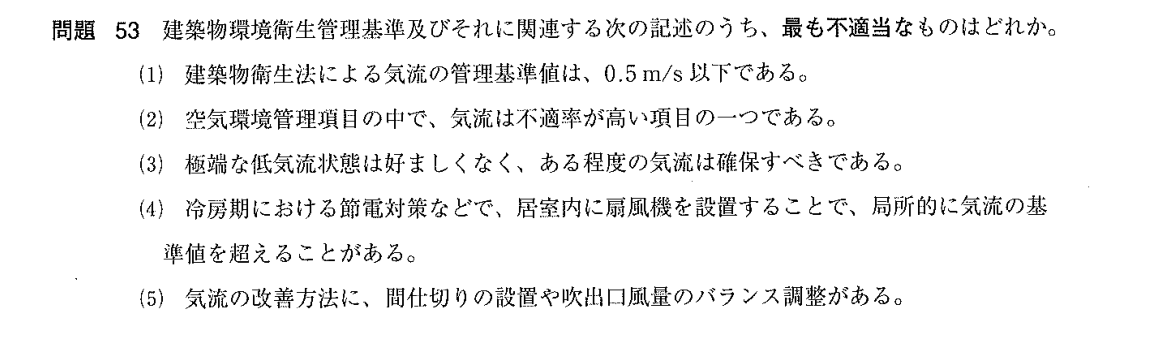 問題 53 建築物環境衛生管理基準及びそれに関連する次の記述のうち、最も不適当なものはどれか。
(1) 建築物衛生法による気流の管理基準値は、0.5 m/s 以下である。
(2) 空気環境管理項目の中で、気流は不適率が高い項目の一つである。
(3) 極端な低気流状態は好ましくなく、ある程度の気流は確保すべきである。
(4) 冷房期における節電対策などで、居室内に扇風機を設置することで、局所的に気流の基
準値を超えることがある。
(5) 気流の改善方法に、間仕切りの設置や吹出口風量のバランス調整がある。